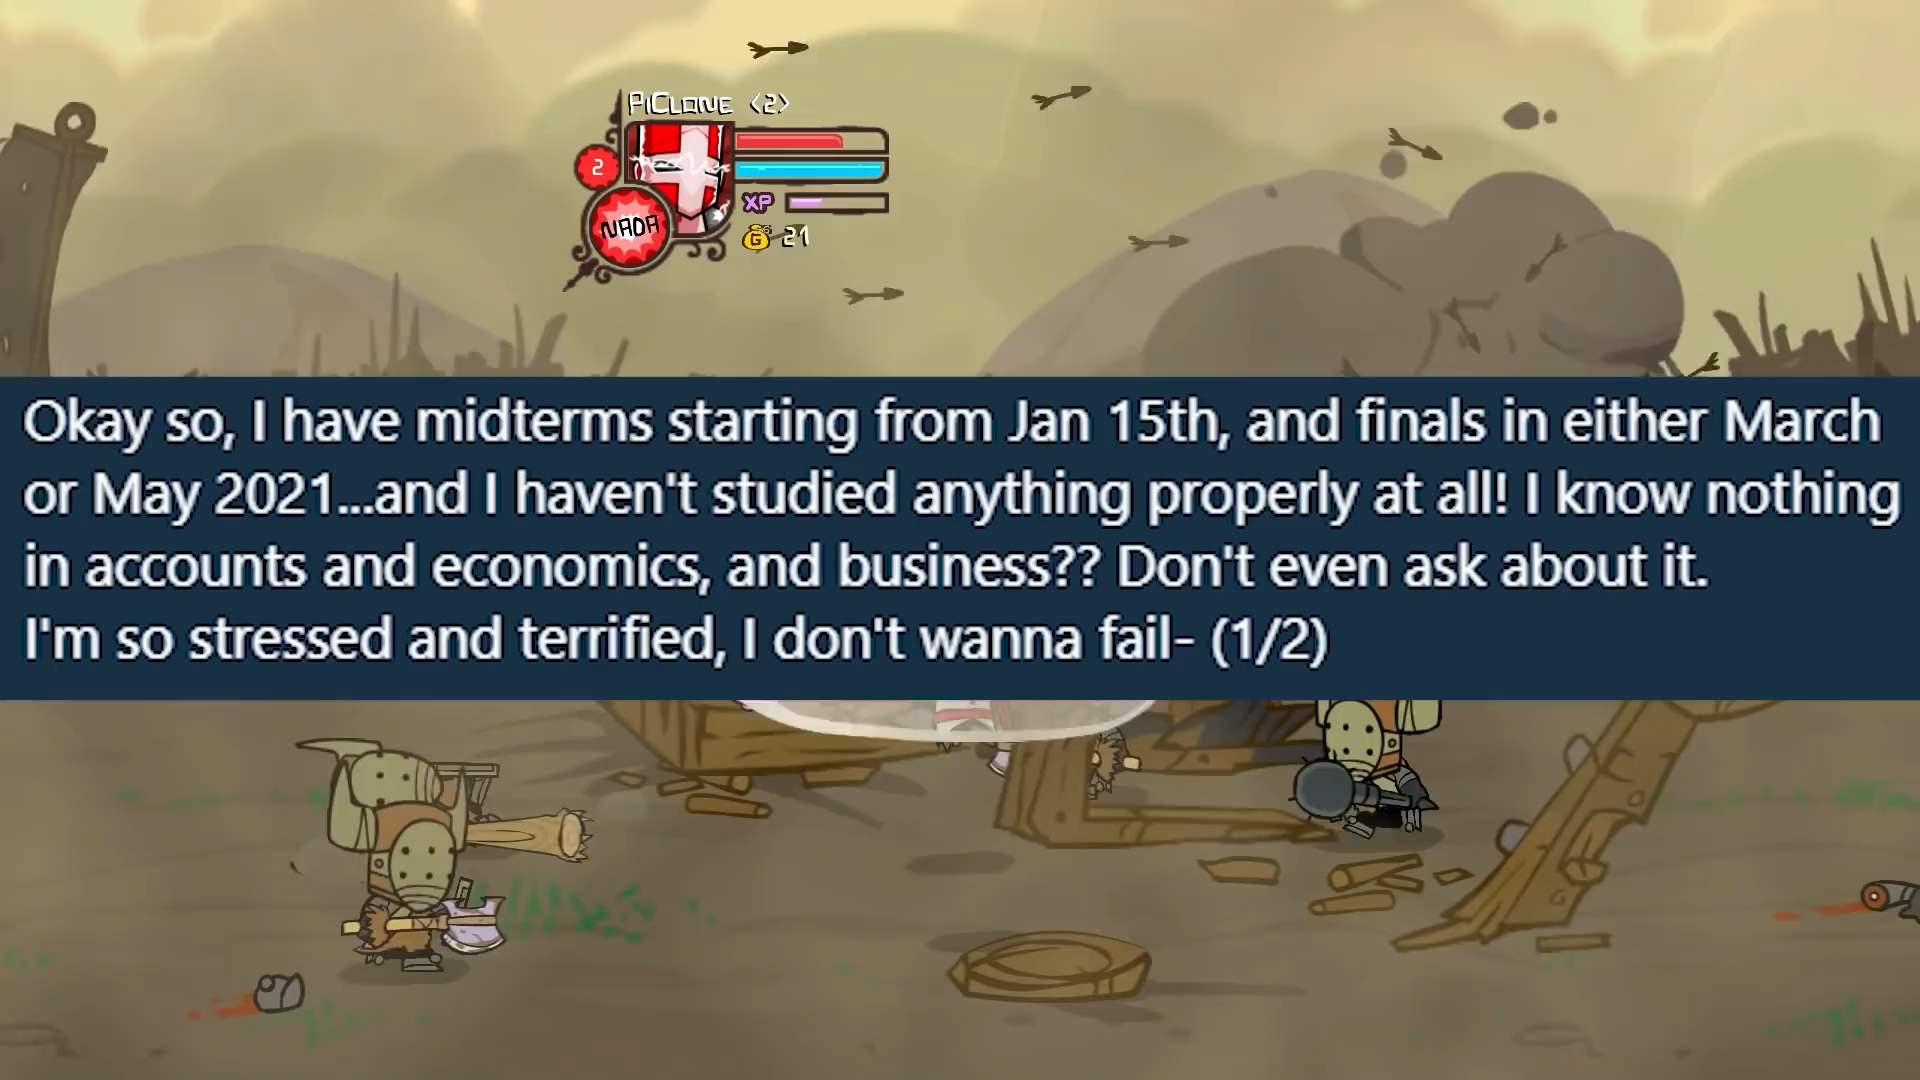 PiClone <2>
2
NADA
XP
G 21
Okay so, I have midterms starting from Jan 15th, and finals in either March
or May 2021...and I haven't studied anything properly at all! I know nothing
in accounts and economics, and business?? Don't even ask about it.
I'm so stressed and terrified, I don't wanna fail- (1/2)